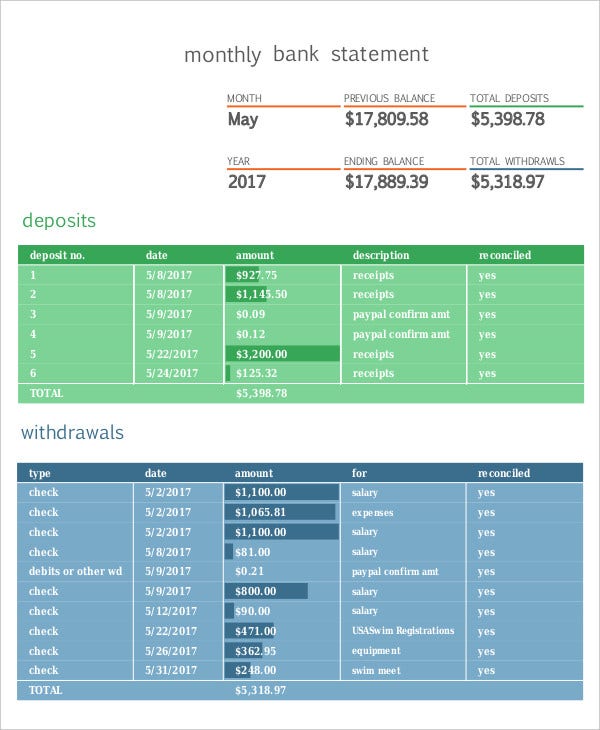 monthly bank statement
MONTH PREVIOUS BALANCE TOTAL DEPOSITS
May $17,809.58 $5,398.78
YEAR ENDING BALANCE TOTAL WITHDRAWLS
2017 $17,889.39 $5,318.97
deposits
deposit no. date amount description reconciled
1 5/8/2017 $927.75 receipts yes
2 5/8/2017 $1,145.50 receipts yes
3 5/9/2017 $0.09 paypal confirm amt yes
4 5/9/2017 $0.12 paypal confirm amt yes
5 5/22/2017 $3,200.00 receipts yes
6 5/24/2017 $125.32 receipts yes
TOTAL $5,398.78
withdrawals
type date amount for reconciled
check 5/2/2017 $1,100.00 salary yes
check 5/2/2017 $1,065.81 expenses yes
check 5/2/2017 $1,100.00 salary yes
check 5/8/2017 $81.00 salary yes
debits or other wd 5/9/2017 $0.21 paypal confirm amt yes
check 5/9/2017 $800.00 salary yes
check 5/12/2017 $90.00 salary yes
check 5/22/2017 $471.00 USASwim Registrations yes
check 5/26/2017 $362.95 equipment yes
check 5/31/2017 $248.00 swim meet yes
TOTAL $5,318.97